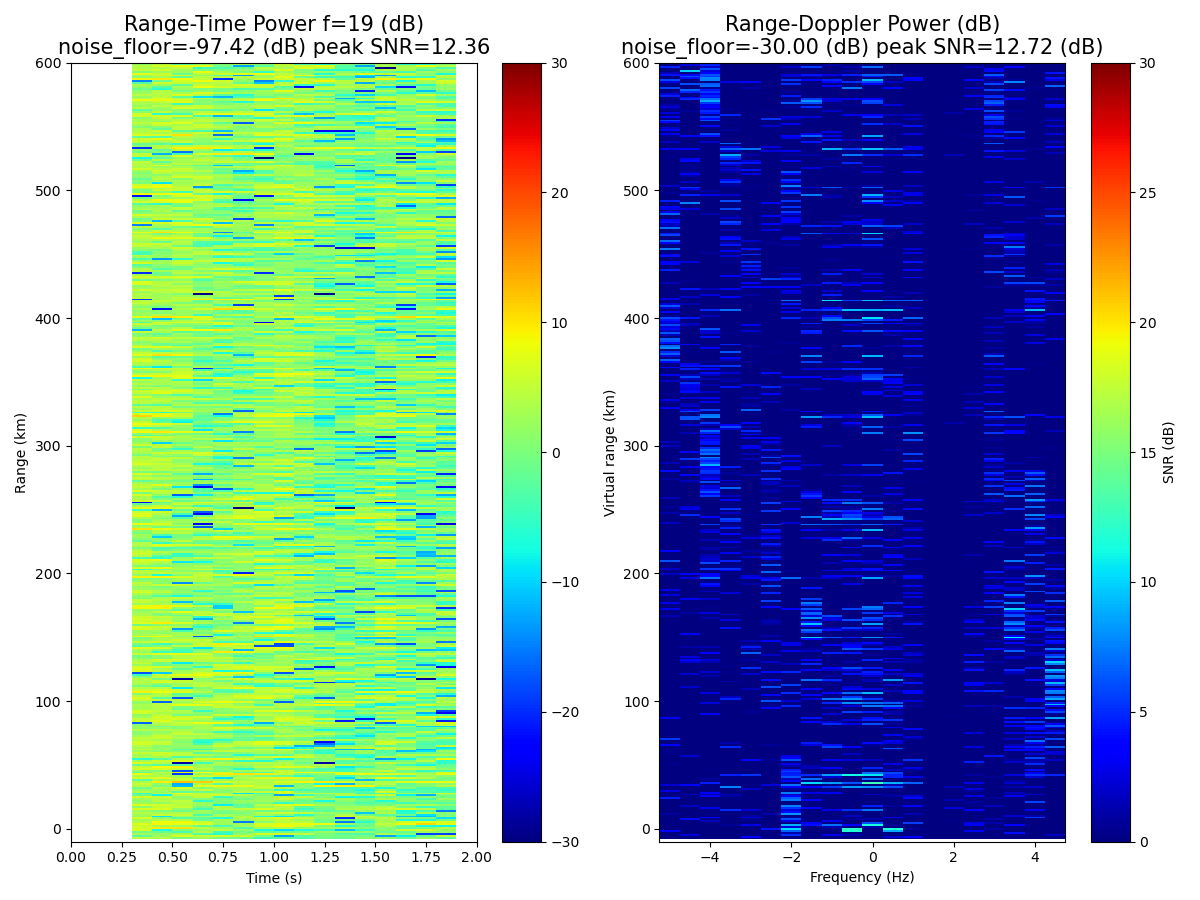 Range-Time Power f=19 (dB)
noise_floor=-97.42 (dB) peak SNR=12.36
600
500
400
300
200
100
0
Range (km)
0.00 0.25 0.50 0.75 1.00 1.25 1.50 1.75 2.00
Time (s)
30
20
10
0
−10
−20
−30
Range-Doppler Power (dB)
noise_floor=-30.00 (dB) peak SNR=12.72 (dB)
600
500
400
300
200
100
0
Virtual range (km)
−4 −2 0 2 4
Frequency (Hz)
30
25
20
15
10
5
0
SNR (dB)